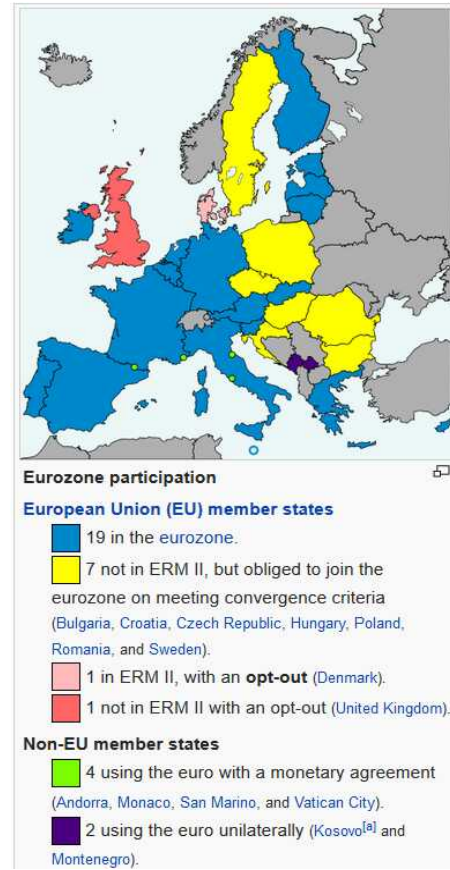 Eurozone participation
European Union (EU) member states
19 in the eurozone.
7 not in ERM II, but obliged to join the
eurozone on meeting convergence criteria
(Bulgaria, Croatia, Czech Republic, Hungary, Poland,
Romania, and Sweden).
1 in ERM II, with an opt-out (Denmark).
1 not in ERM II with an opt-out (United Kingdom).
Non-EU member states
4 using the euro with a monetary agreement
(Andorra, Monaco, San Marino, and Vatican City).
2 using the euro unilaterally (Kosovo[a] and
Montenegro).